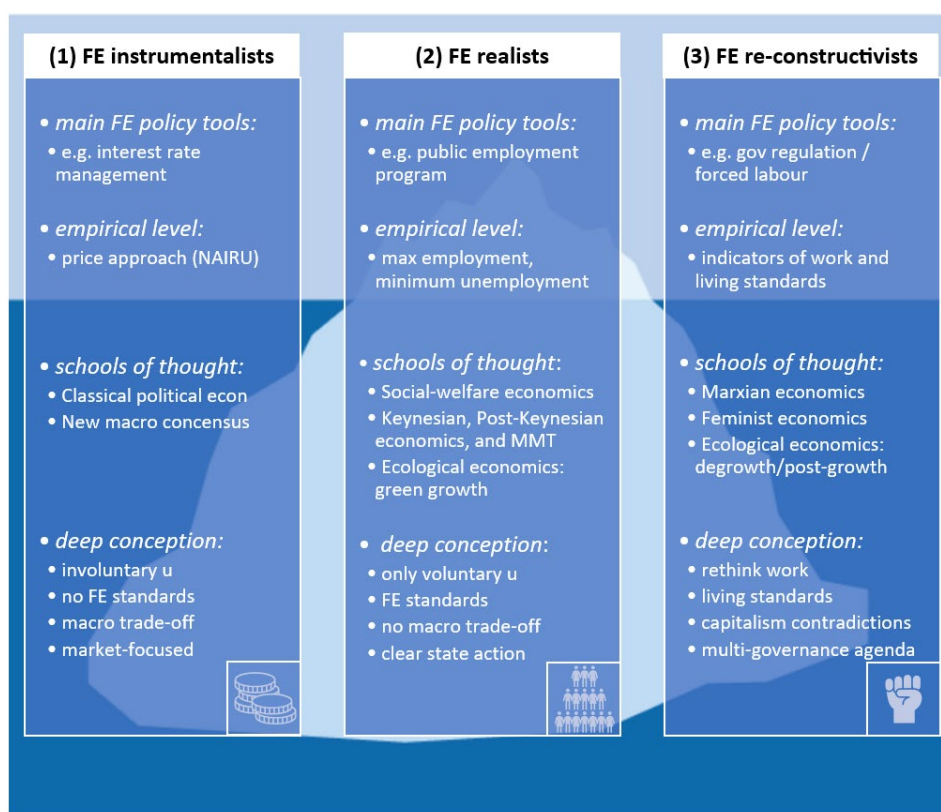 (1) FE instrumentalists
• main FE policy tools:
• e.g. interest rate
management
• empirical level:
• price approach (NAIRU)
• schools of thought:
• Classical political econ
• New macro concensus
• deep conception:
• involuntary u
• no FE standards
• macro trade-off
• market-focused
(2) FE realists
• main FE policy tools:
• e.g. public employment
program
• empirical level:
• max employment,
minimum unemployment
• schools of thought:
• Social-welfare economics
• Keynesian, Post-Keynesian
economics, and MMT
• Ecological economics:
green growth
• deep conception:
• only voluntary u
• FE standards
• no macro trade-off
• clear state action
(3) FE re-constructivists
• main FE policy tools:
• e.g. gov regulation /
forced labour
• empirical level:
• indicators of work and
living standards
• schools of thought:
• Marxian economics
• Feminist economics
• Ecological economics:
degrowth/post-growth
• deep conception:
• rethink work
• living standards
• capitalism contradictions
• multi-governance agenda